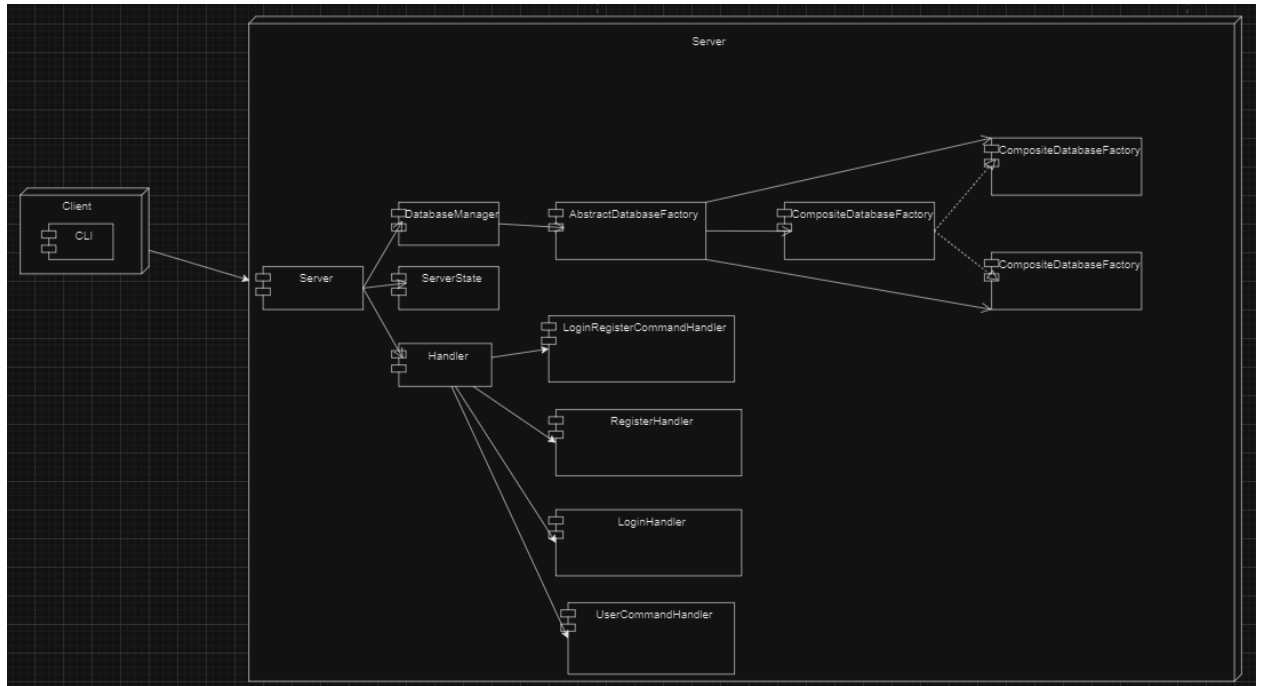 Server
CompositeDatabaseFactory
Client
DatabaseManager
AbstractDatabaseFactory
CompositeDatabaseFactory
CLI
Server
ServerState
CompositeDatabaseFactory
LoginRegisterCommandHandler
Handler
RegisterHandler
LoginHandler
UserCommandHandler